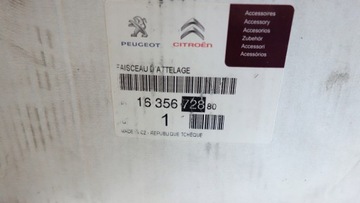 Accessoires
Accessory
Accesorios
Zubehör
Accessori
Acessórios
PEUGEOT CITROËN
FAISCEAU D'ATTELAGE
16 356 728 80
1
MADE IN CZ - REPUBLIQUE TCHEQUE